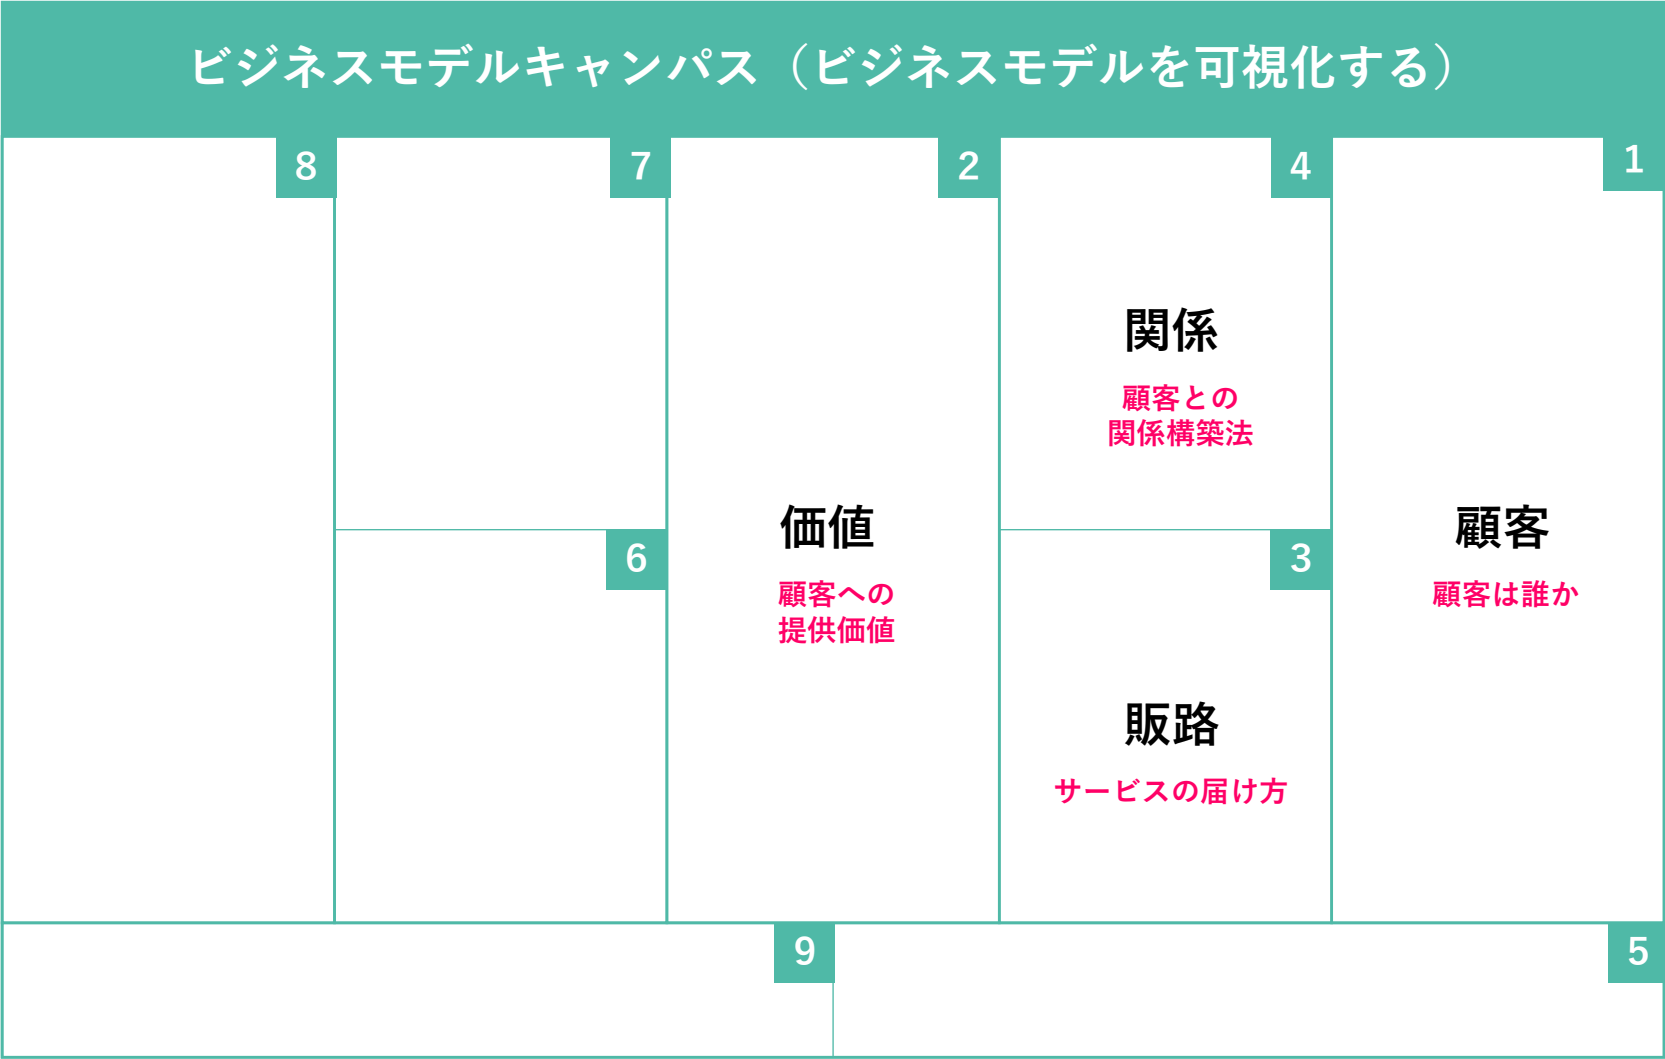 ビジネスモデルキャンパス（ビジネスモデルを可視化する）
8
7
2
4
1
関係
顧客との
関係構築法
価値
顧客への
提供価値
顧客
顧客は誰か
6
3
販路
サービスの届け方
9
5